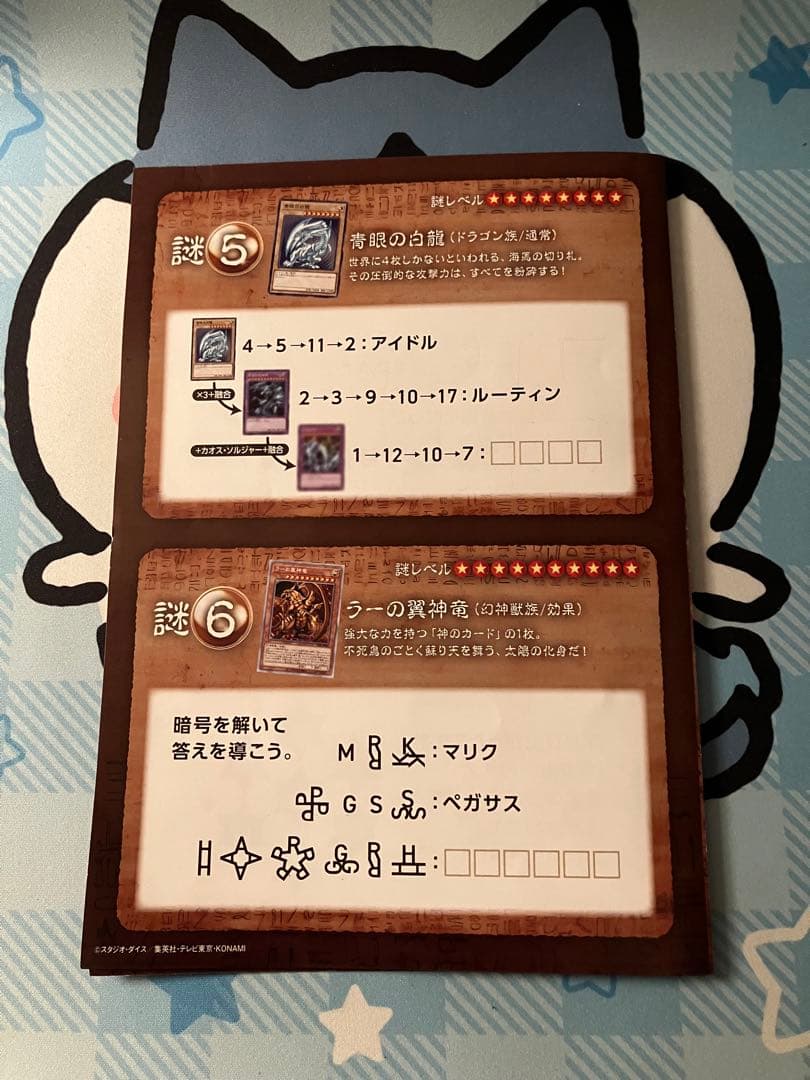 謎レベル★★★★★★★★
謎5
青眼の白龍(ドラゴン族/通常)
世界に4枚しかないといわれる、海馬の切り札。
その圧倒的な攻撃力は、すべてを粉砕する!
4→5→11→2:アイドル
×3+融合
2→3→9→10→17:ルーティン
+カオス・ソルジャー+融合
1→12→10→7:□□□□
謎レベル★★★★★★★★★★
謎6
ラーの翼神竜
ラーの翼神竜(幻神獣族/効果)
強大な力を持つ「神のカード」の1枚。
不死鳥のごとく蘇り天を舞う、太陽の化身だ!
暗号を解いて
答えを導こう。
M R K:マリク
P G S S:ペガサス
H R G R H:□□□□□□
©スタジオ・ダイス/集英社・テレビ東京・KONAMI